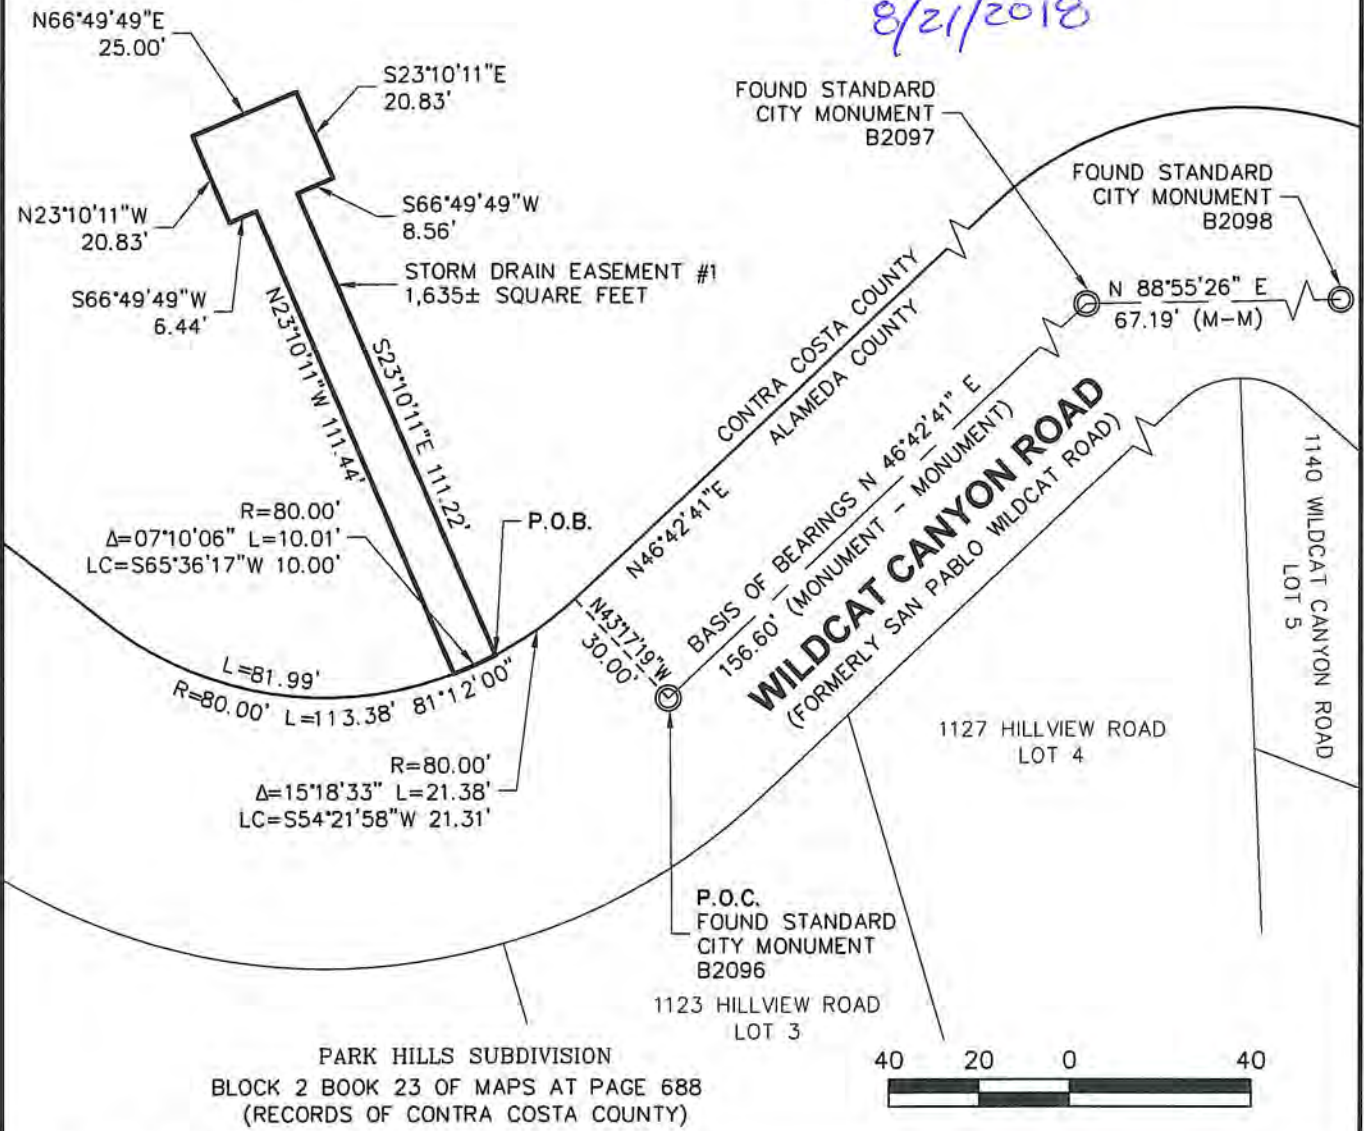 8/21/2018
N66°49'49"E
25.00'
S23°10'11"E
20.83'
FOUND STANDARD
CITY MONUMENT
B2097
FOUND STANDARD
CITY MONUMENT
B2098
N23°10'11"W
20.83'
S66°49'49"W
8.56'
STORM DRAIN EASEMENT #1
1,635± SQUARE FEET
S66°49'49"W
6.44'
N23°10'11"W 111.44'
S23°10'11"E 111.22'
CONTRA COSTA COUNTY
ALAMEDA COUNTY
N 88°55'26" E
67.19' (M-M)
R=80.00'
Δ=07°10'06" L=10.01'
LC=S65°36'17"W 10.00'
P.O.B.
N46°42'41"E
N43°17'19"W
30.00'
BASIS OF BEARINGS N 46°42'41" E
156.60' (MONUMENT - MONUMENT)
WILDCAT CANYON ROAD
(FORMERLY SAN PABLO WILDCAT ROAD)
1140 WILDCAT CANYON ROAD
LOT 5
L=81.99'
R=80.00' L=113.38' 81°12'00"
R=80.00'
Δ=15°18'33" L=21.38'
LC=S54°21'58"W 21.31'
1127 HILLVIEW ROAD
LOT 4
P.O.C.
FOUND STANDARD
CITY MONUMENT
B2096
1123 HILLVIEW ROAD
LOT 3
PARK HILLS SUBDIVISION
BLOCK 2 BOOK 23 OF MAPS AT PAGE 688
(RECORDS OF CONTRA COSTA COUNTY)
40 20 0 40